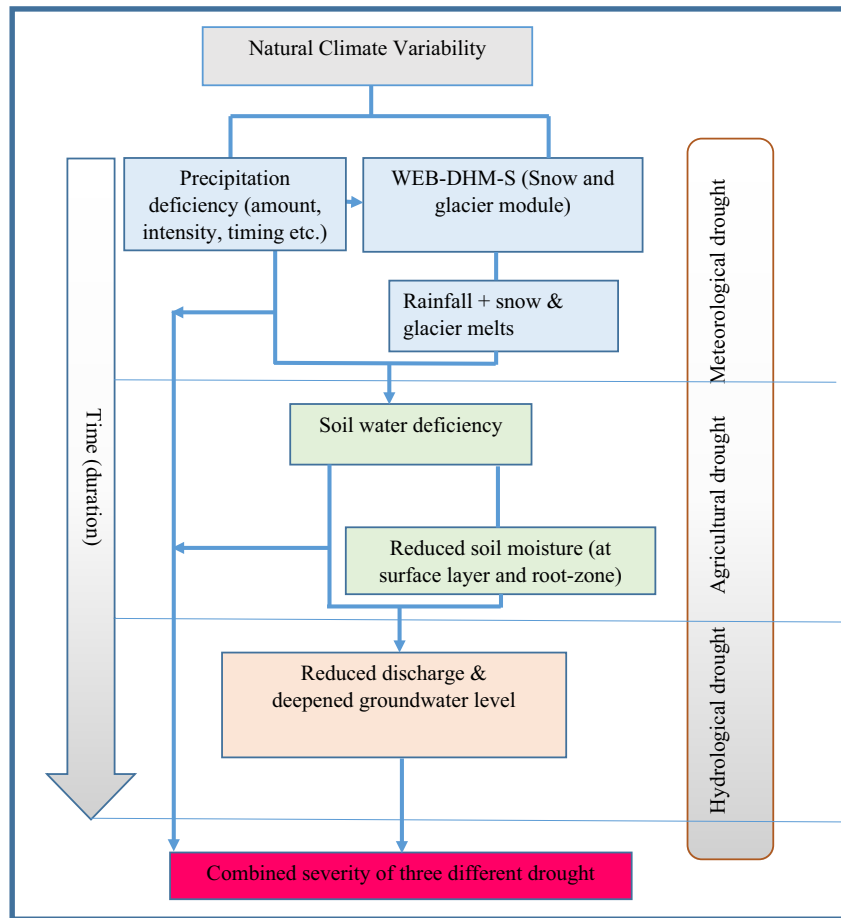 Natural Climate Variability
Precipitation
deficiency (amount,
intensity, timing etc.)
WEB-DHM-S (Snow and
glacier module)
Rainfall + snow &
glacier melts
Soil water deficiency
Reduced soil moisture (at
surface layer and root-zone)
Reduced discharge &
deepened groundwater level
Combined severity of three different drought
Time (duration)
Meteorological drought
Agricultural drought
Hydrological drought